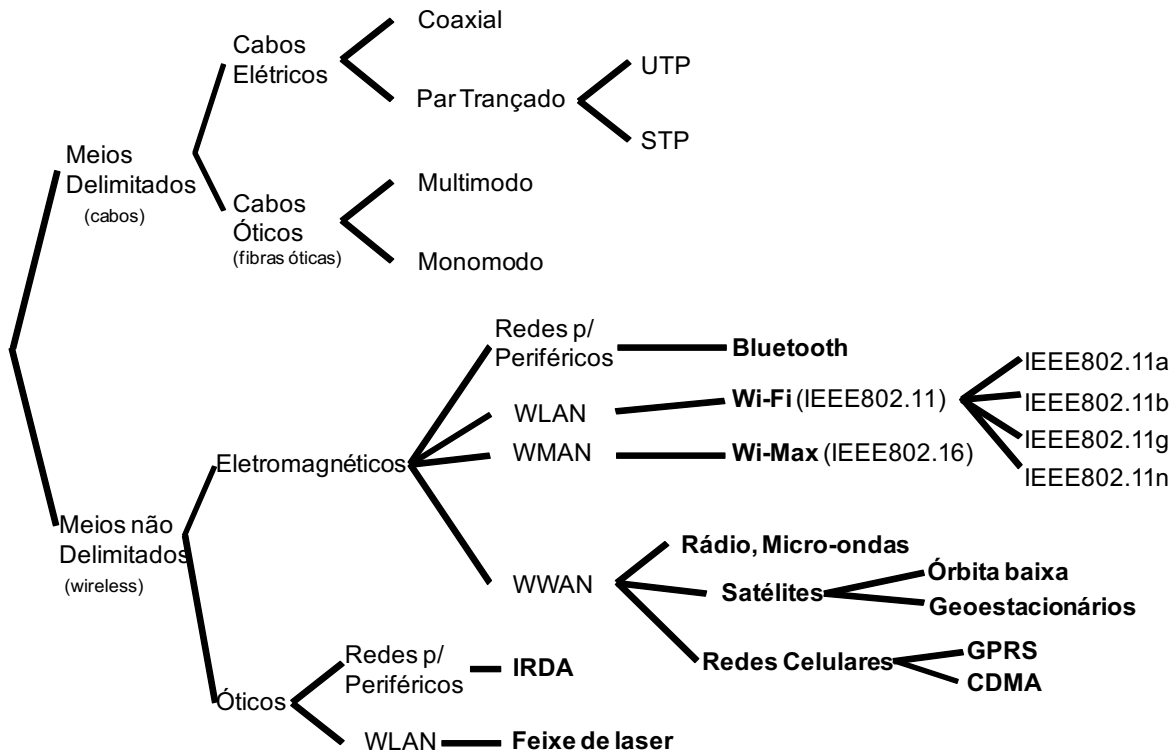 Coaxial
Cabos
Elétricos
UTP
Par Trançado
STP
Meios
Delimitados
(cabos)
Multimodo
Cabos
Óticos
(fibras óticas)
Monomodo
Redes p/
Periféricos
Bluetooth
IEEE802.11a
Wi-Fi (IEEE802.11)
IEEE802.11b
WLAN
IEEE802.11g
WMAN
Wi-Max (IEEE802.16)
IEEE802.11n
Eletromagnéticos
Meios não
Delimitados
(wireless)
Rádio, Micro-ondas
Órbita baixa
WWAN
Satélites
Geoestacionários
GPRS
Redes Celulares
CDMA
Redes p/
Periféricos
IRDA
Óticos
WLAN
Feixe de laser